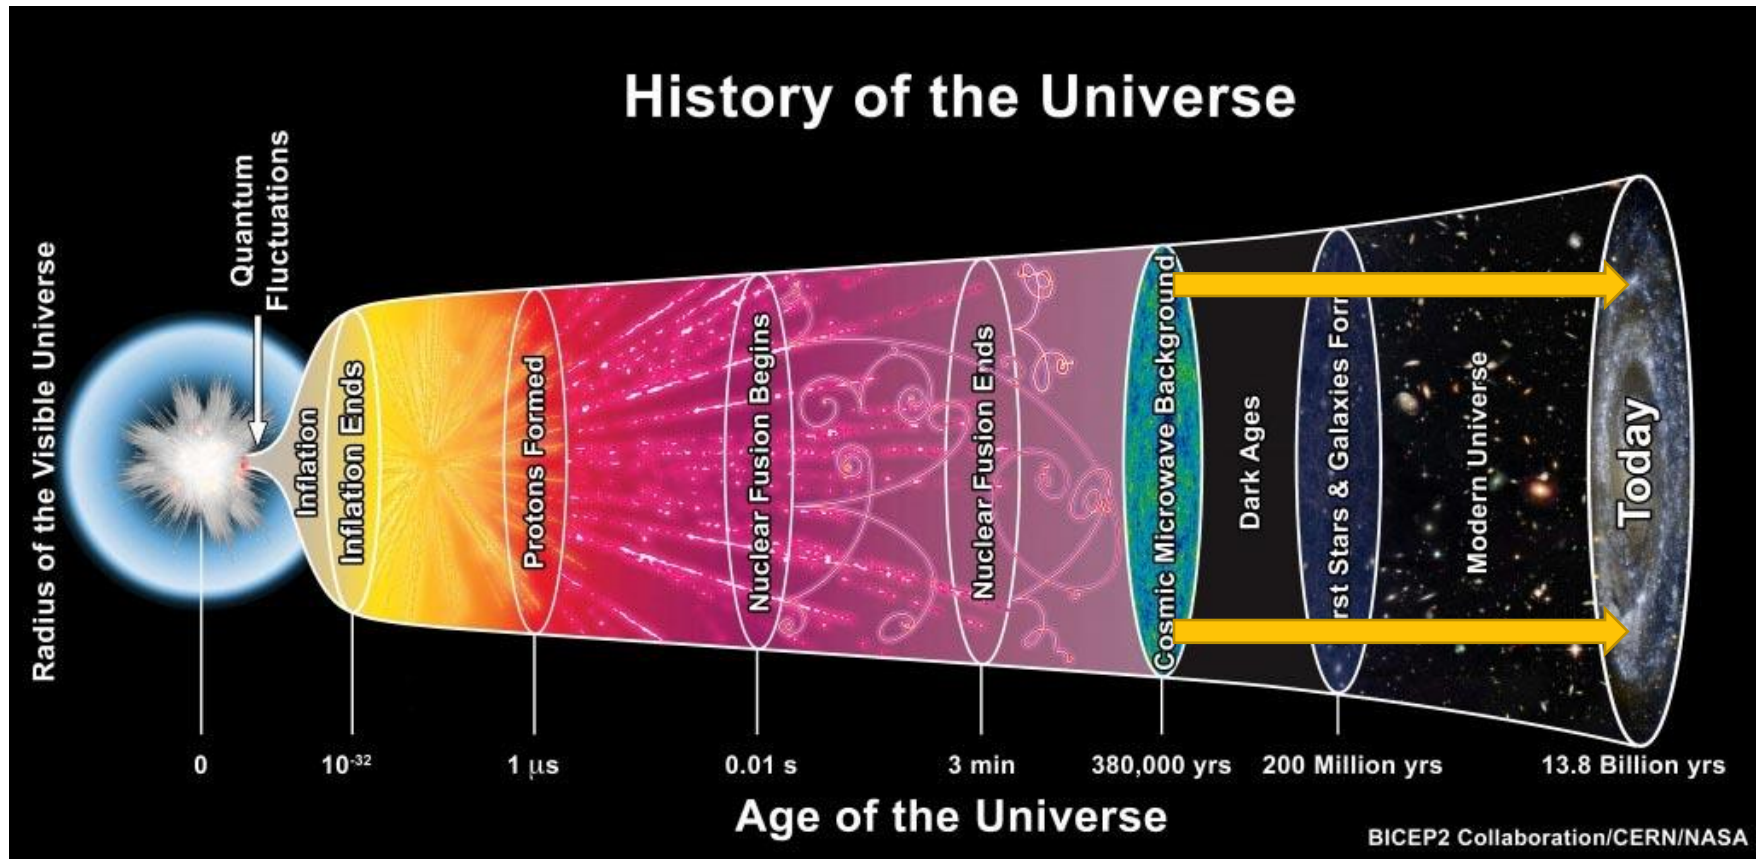 History of the Universe
Quantum
Fluctuations
Radius of the Visible Universe
Inflation
Inflation Ends
Protons Formed
Nuclear Fusion Begins
Nuclear Fusion Ends
Cosmic Microwave Background
Dark Ages
rst Stars & Galaxies For
Modern Universe
Today
0
10-32
1 µs
0.01 s
3 min
380,000 yrs
200 Million yrs
13.8 Billion yrs
Age of the Universe
BICEP2 Collaboration/CERN/NASA